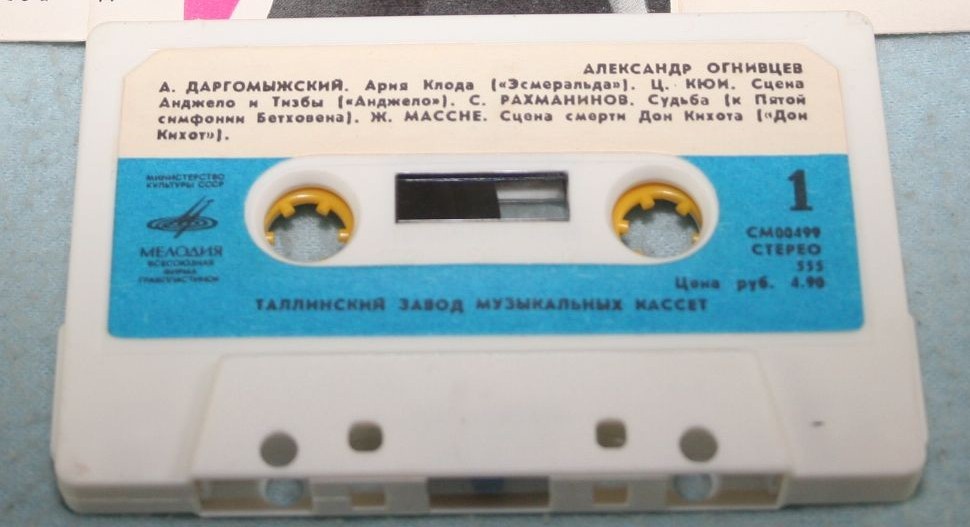 АЛЕКСАНДР ОГНИВЦЕВ
А. ДАРГОМЫЖСКИЙ. Ария Клода («Эсмеральда»). Ц. КЮИ. Сцена
Анджело и Тизбы («Анджело»). С. РАХМАНИНОВ. Судьба (к Пятой
симфонии Бетховена). Ж. МАССНЕ. Сцена смерти Дон Кихота («Дон
Кихот»).
МИНИСТЕРСТВО
КУЛЬТУРЫ СССР
1
МЕЛОДИЯ
ВСЕСОЮЗНАЯ
ФИРМА
ГРАМПЛАСТИНОК
СМ00499
СТЕРЕО
555
Цена руб. 4.90
ТАЛЛИНСКИЙ ЗАВОД МУЗЫКАЛЬНЫХ КАССЕТ